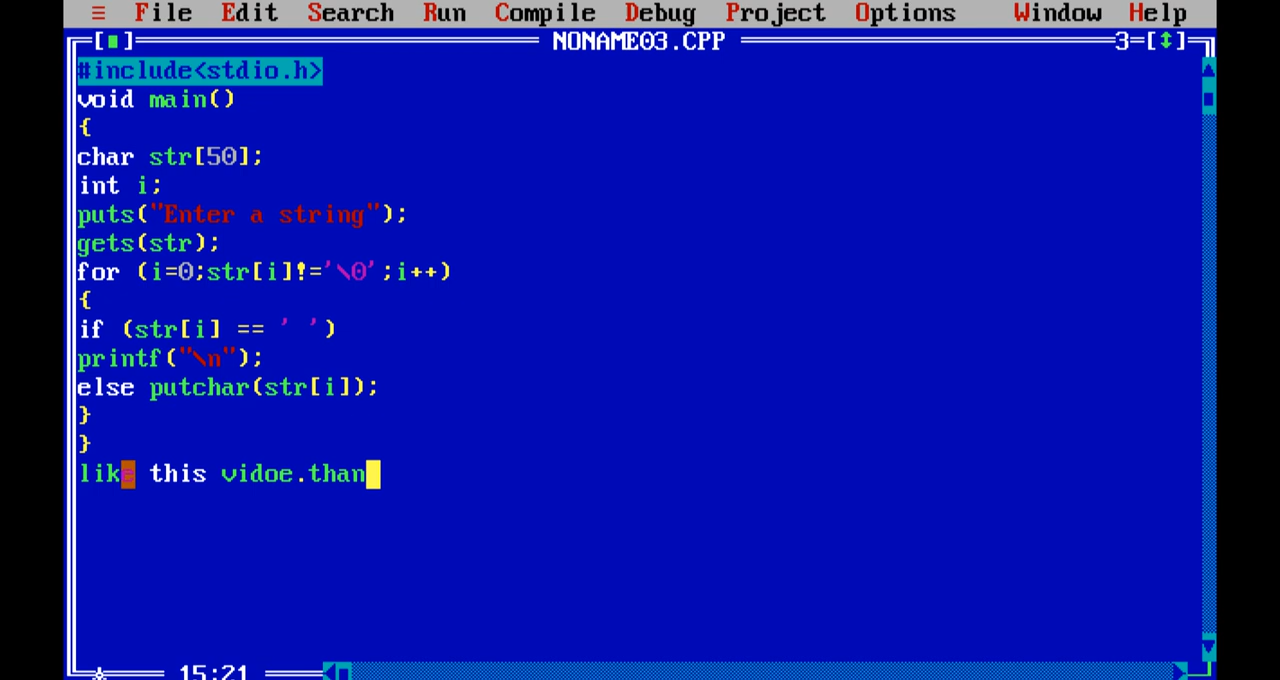 ≡ File Edit Search Run Compile Debug Project Options Window Help
[■] NONAME03.CPP 3=[↕]
#include<stdio.h>
void main()
{
char str[50];
int i;
puts("Enter a string");
gets(str);
for (i=0;str[i]!='\0';i++)
{
if (str[i] == ' ')
printf("\n");
else putchar(str[i]);
}
}
like this vidoe.than
* 15:21